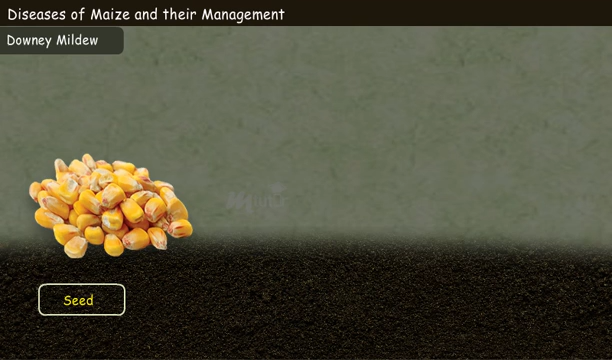 Diseases of Maize and their Management
Downey Mildew
Seed